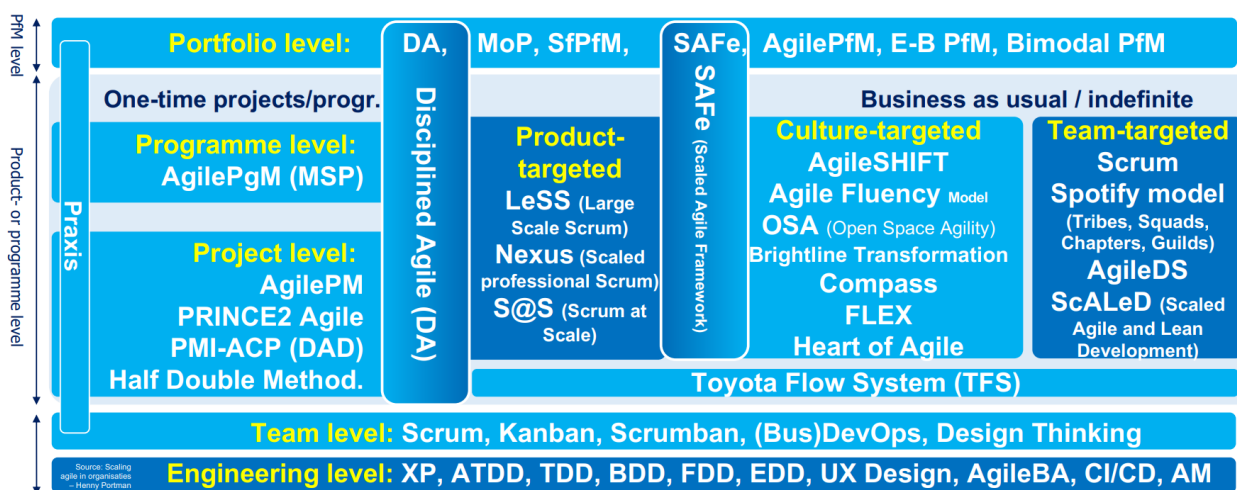 PfM level
Portfolio level: DA, MoP, SfPfM, SAFe, AgilePfM, E-B PfM, Bimodal PfM
Product- or programme level
Praxis
One-time projects/progr.
Business as usual / indefinite
Programme level:
AgilePgM (MSP)
Project level:
AgilePM
PRINCE2 Agile
PMI-ACP (DAD)
Half Double Method.
Disciplined Agile (DA)
Product-
targeted
LeSS (Large
Scale Scrum)
Nexus (Scaled
professional Scrum)
S@S (Scrum at
Scale)
SAFe (Scaled Agile Framework)
Culture-targeted
AgileSHIFT
Agile Fluency Model
OSA (Open Space Agility)
Brightline Transformation
Compass
FLEX
Heart of Agile
Team-targeted
Scrum
Spotify model
(Tribes, Squads,
Chapters, Guilds)
AgileDS
ScALeD (Scaled
Agile and Lean
Development)
Toyota Flow System (TFS)
Team level: Scrum, Kanban, Scrumban, (Bus)DevOps, Design Thinking
Source: Scaling
agile in organisaties
– Henny Portman
Engineering level: XP, ATDD, TDD, BDD, FDD, EDD, UX Design, AgileBA, CI/CD, AM